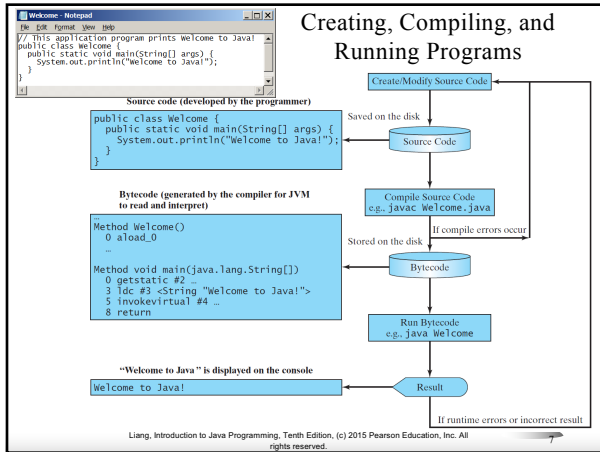 Welcome - Notepad
File Edit Format View Help
// This application program prints Welcome to Java!
public class Welcome {
public static void main(String[] args) {
System.out.println("Welcome to Java!");
}
}
Creating, Compiling, and
Running Programs
Source code (developed by the programmer)
public class Welcome {
public static void main(String[] args) {
System.out.println("Welcome to Java!");
}
}
Bytecode (generated by the compiler for JVM
to read and interpret)
…
Method Welcome()
0 aload_0
…
Method void main(java.lang.String[])
0 getstatic #2 …
3 ldc #3 <String "Welcome to Java!">
5 invokevirtual #4 …
8 return
“Welcome to Java” is displayed on the console
Welcome to Java!
Create/Modify Source Code
Saved on the disk
Source Code
Compile Source Code
e.g., javac Welcome.java
If compile errors occur
Stored on the disk
Bytecode
Run Bytecode
e.g., java Welcome
Result
If runtime errors or incorrect result
Liang, Introduction to Java Programming, Tenth Edition, (c) 2015 Pearson Education, Inc. All
rights reserved.
7